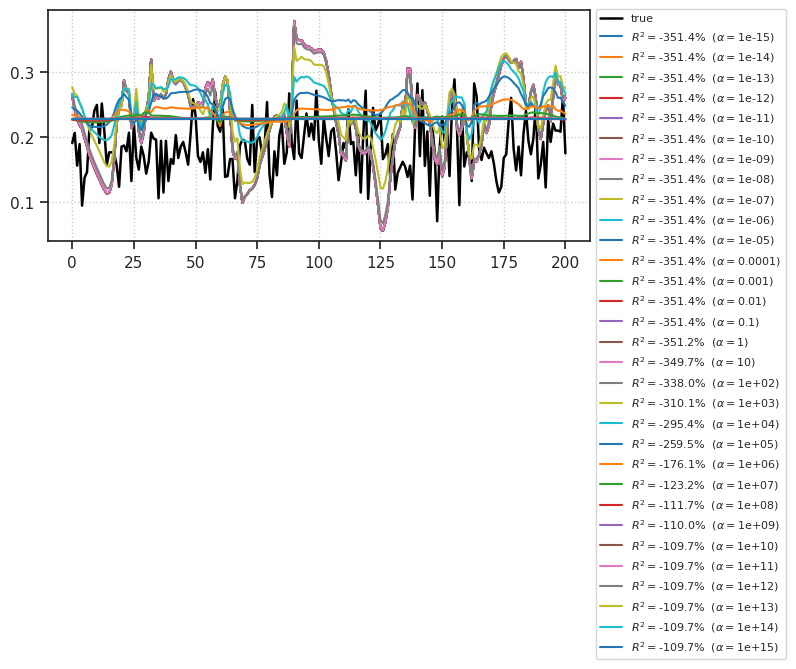 0.3
0.2
0.1
0
25
50
75
100
125
150
175
200
true
R² = -351.4% (α = 1e-15)
R² = -351.4% (α = 1e-14)
R² = -351.4% (α = 1e-13)
R² = -351.4% (α = 1e-12)
R² = -351.4% (α = 1e-11)
R² = -351.4% (α = 1e-10)
R² = -351.4% (α = 1e-09)
R² = -351.4% (α = 1e-08)
R² = -351.4% (α = 1e-07)
R² = -351.4% (α = 1e-06)
R² = -351.4% (α = 1e-05)
R² = -351.4% (α = 0.0001)
R² = -351.4% (α = 0.001)
R² = -351.4% (α = 0.01)
R² = -351.4% (α = 0.1)
R² = -351.2% (α = 1)
R² = -349.7% (α = 10)
R² = -338.0% (α = 1e+02)
R² = -310.1% (α = 1e+03)
R² = -295.4% (α = 1e+04)
R² = -259.5% (α = 1e+05)
R² = -176.1% (α = 1e+06)
R² = -123.2% (α = 1e+07)
R² = -111.7% (α = 1e+08)
R² = -110.0% (α = 1e+09)
R² = -109.7% (α = 1e+10)
R² = -109.7% (α = 1e+11)
R² = -109.7% (α = 1e+12)
R² = -109.7% (α = 1e+13)
R² = -109.7% (α = 1e+14)
R² = -109.7% (α = 1e+15)